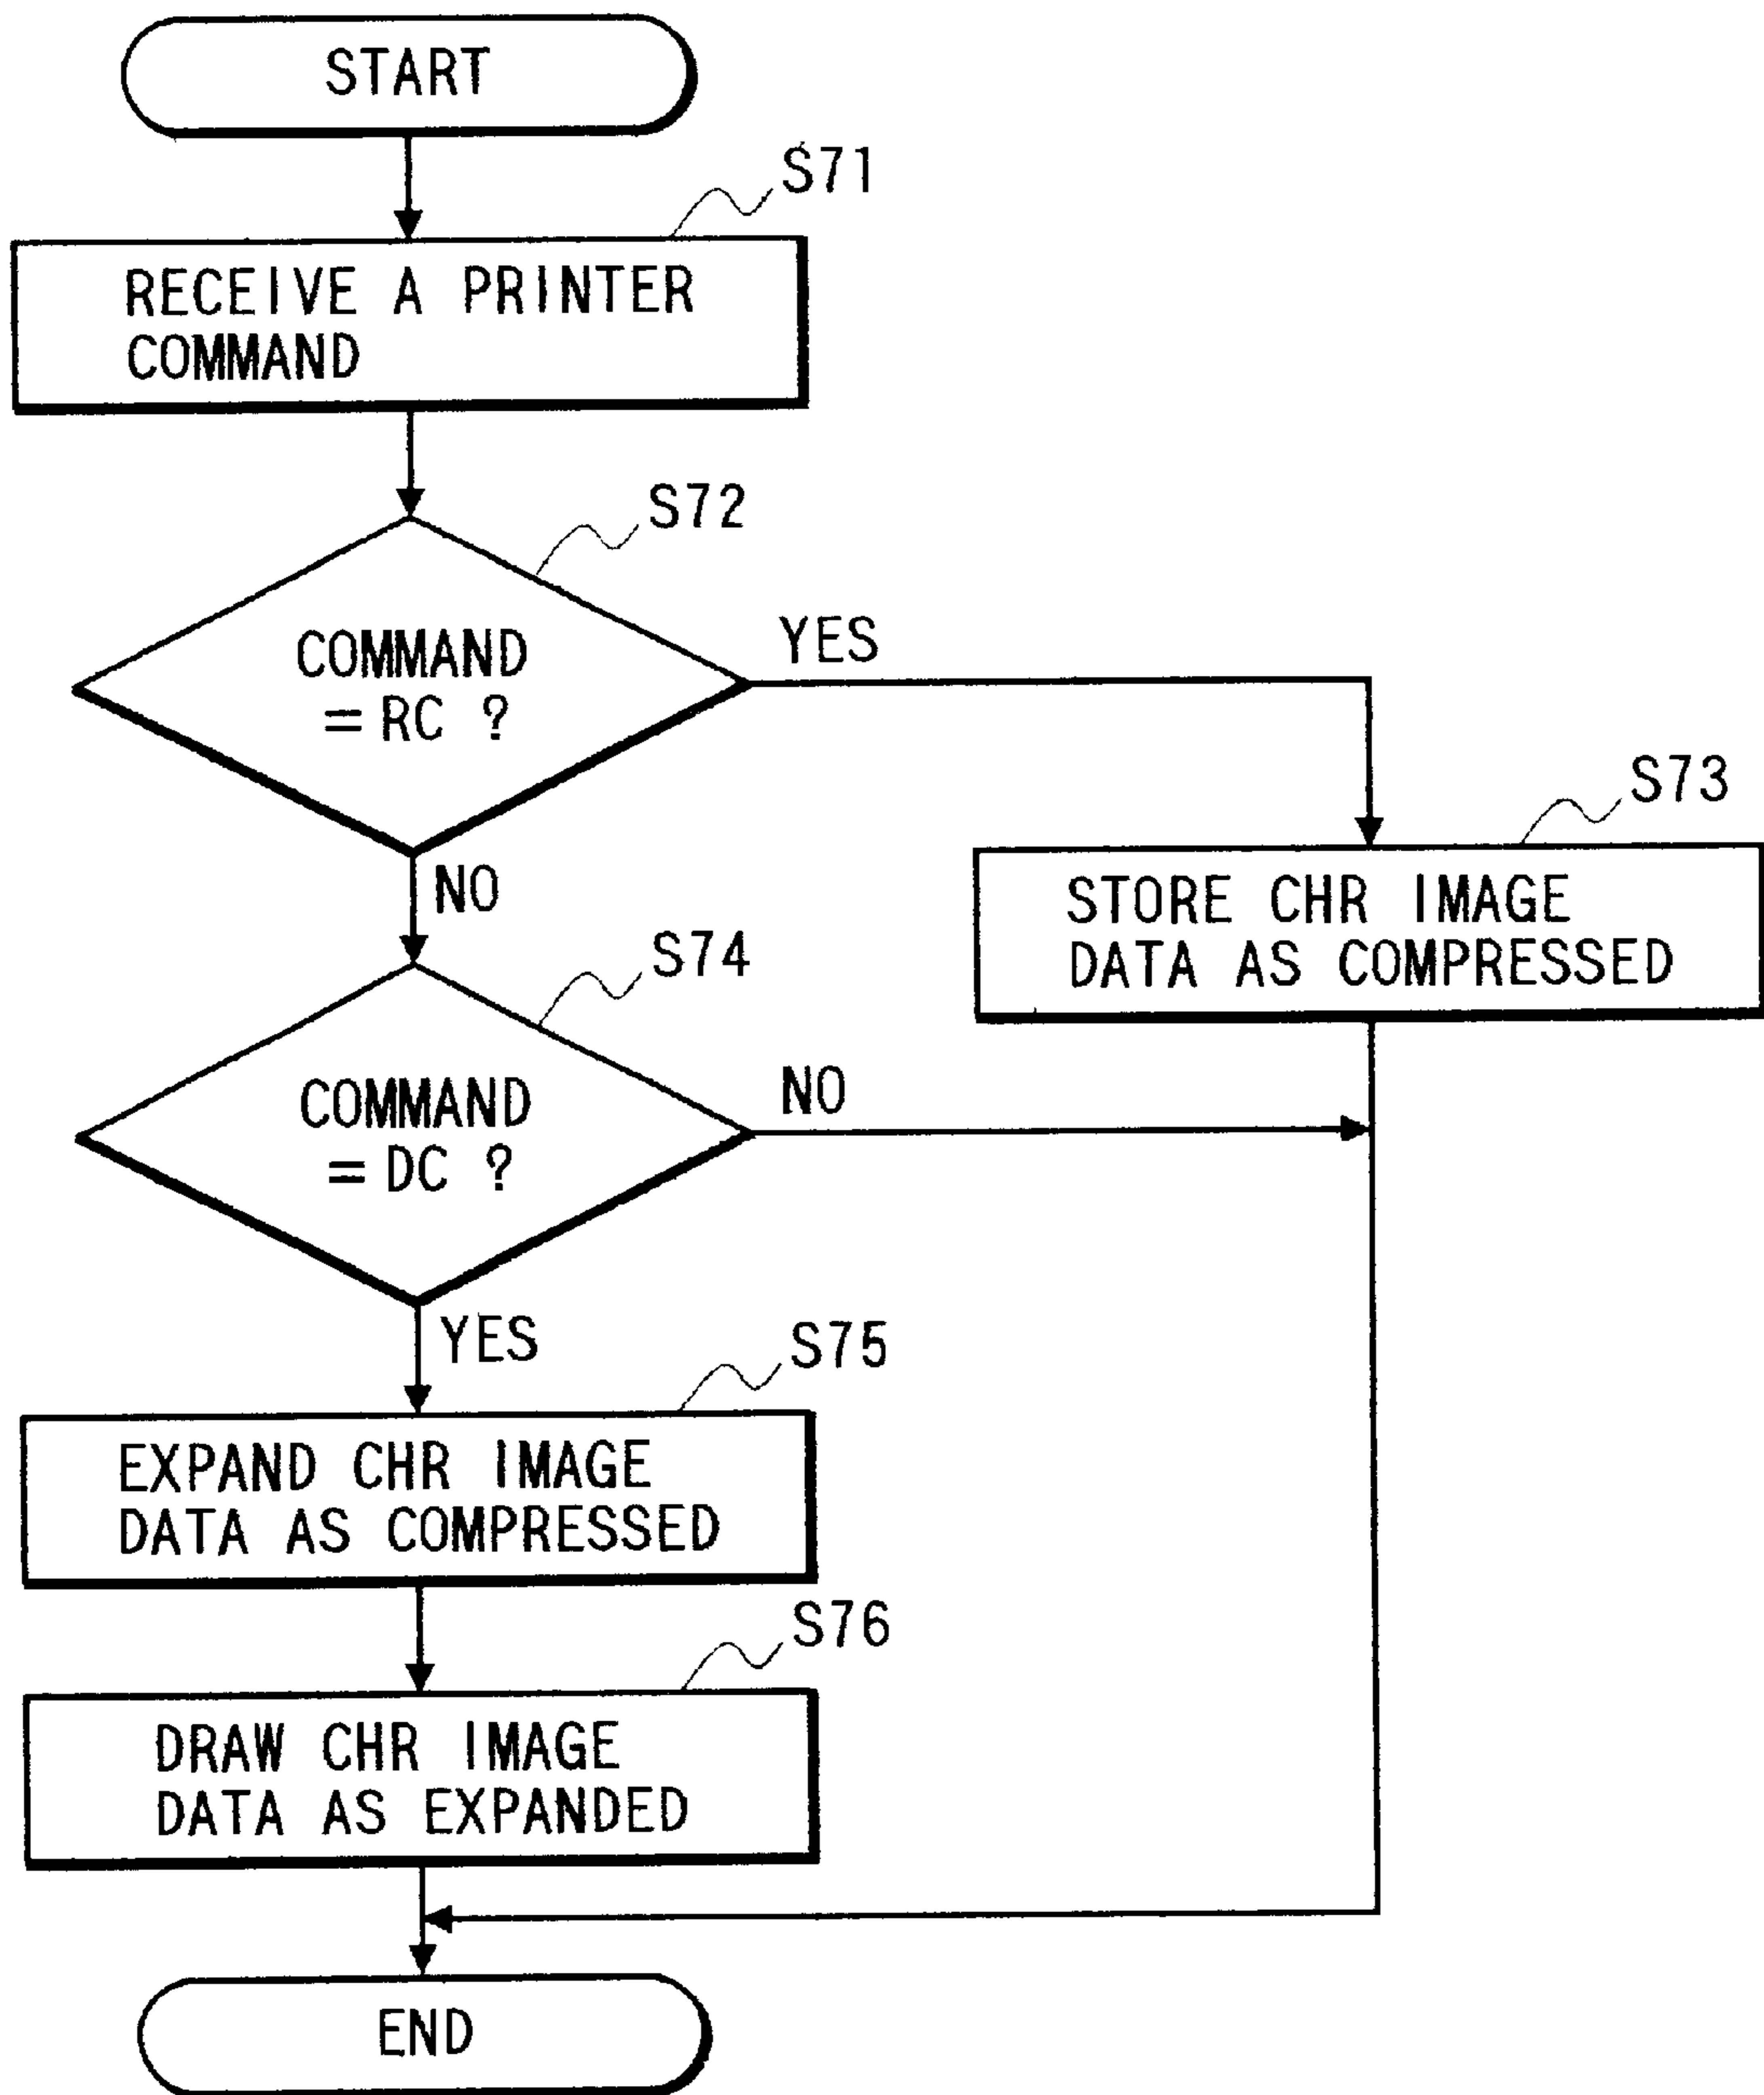 START
S71
RECEIVE A PRINTER
COMMAND
S72
COMMAND
= RC ?
YES
NO
S73
STORE CHR IMAGE
DATA AS COMPRESSED
S74
COMMAND
= DC ?
NO
YES
S75
EXPAND CHR IMAGE
DATA AS COMPRESSED
S76
DRAW CHR IMAGE
DATA AS EXPANDED
END